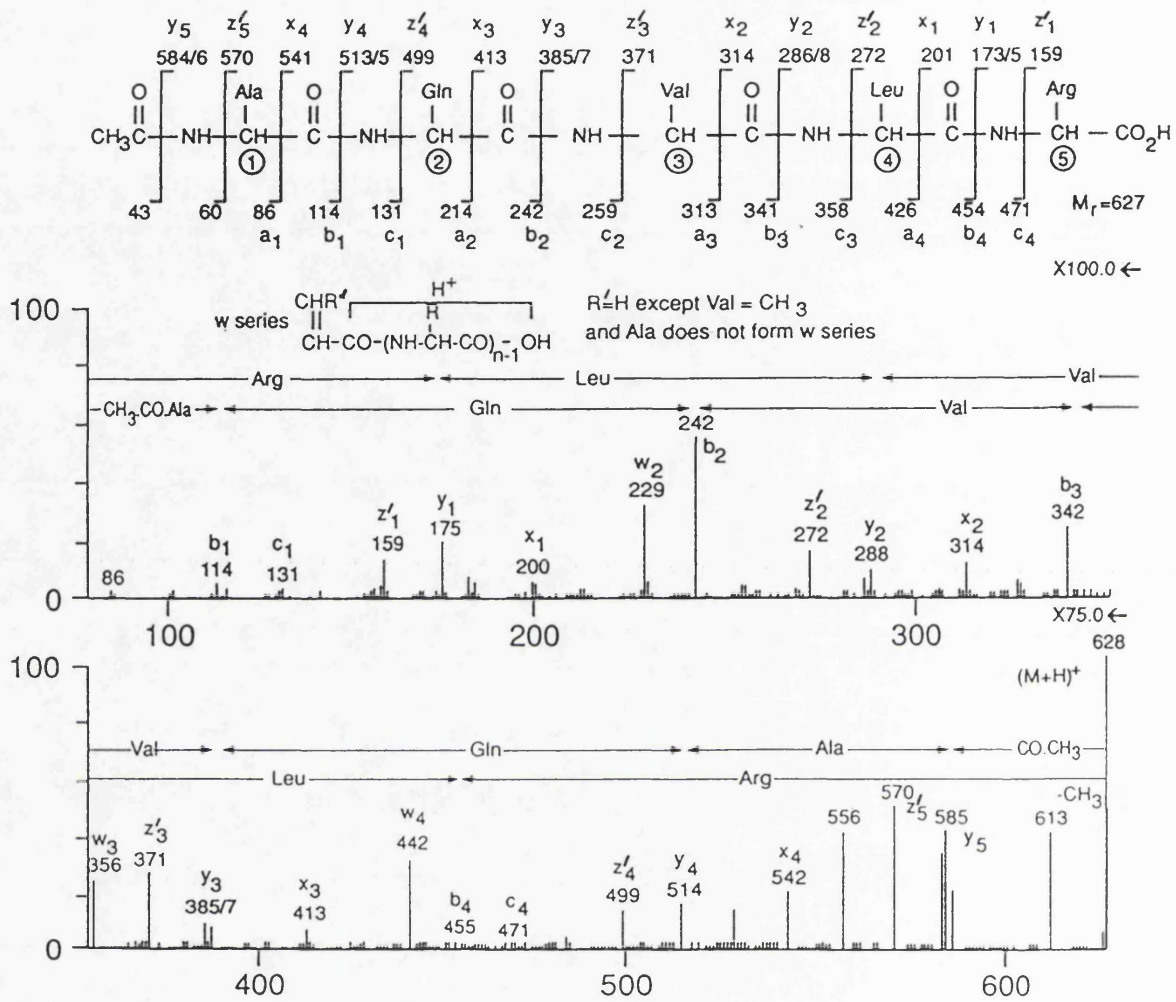 y5 z′5 x4 y4 z′4 x3 y3 z′3 x2 y2 z′2 x1 y1 z′1
584/6 570 541 513/5 499 413 385/7 371 314 286/8 272 201 173/5 159
O Ala O Gln O Val O Leu O Arg
CH3C NH CH C NH CH C NH CH C NH CH C NH CH CO2H
① ② ③ ④ ⑤
43 60 86 114 131 214 242 259 313 341 358 426 454 471 Mr=627
a1 b1 c1 a2 b2 c2 a3 b3 c3 a4 b4 c4
X100.0 ←
100
H+
CHR′ H R′=H except Val = CH3
w series and Ala does not form w series
CH-CO-(NH-CH-CO)n-1-OH
Arg Leu Val
CH3CO.Ala Gln Val
242
b2
w2
229
b3
342
z′2
272
y1
175
z′1
159
x2
314
y2
288
x1
200
b1
114
c1
131
86
0
100 200 300
X75.0 ←
628
100
(M+H)+
Val Gln Ala CO.CH3
Leu Arg
570 -CH3
z′5
556 585 613
y5
w4
442
w3
356
z′3
371
x4
542
y4
514
z′4
499
y3
385/7
x3
413
b4
455
c4
471
0
400 500 600